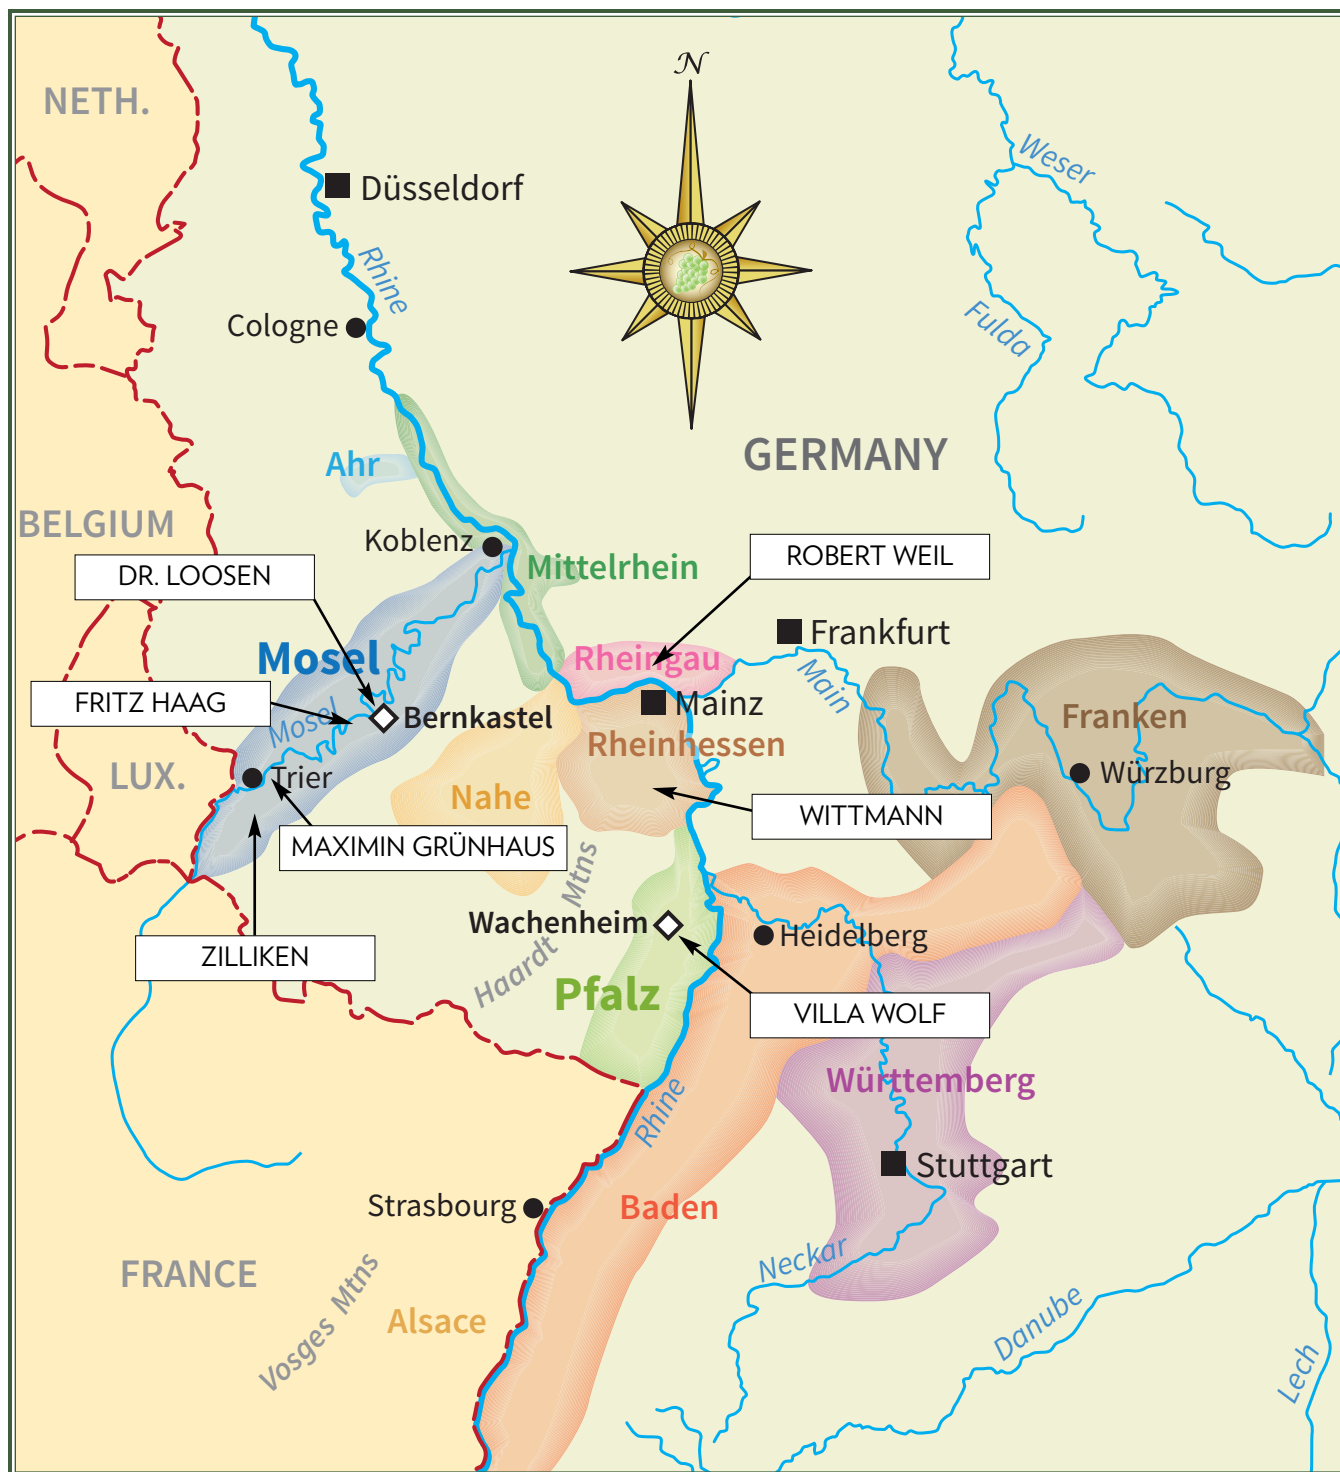 N
NETH.
Weser
Düsseldorf
Rhine
Fulda
Cologne
GERMANY
Ahr
BELGIUM
Koblenz
Mittelrhein
ROBERT WEIL
DR. LOOSEN
Frankfurt
Mosel
Rheingau
Main
FRITZ HAAG
Mosel
Bernkastel
Mainz
Franken
Rheinhessen
LUX.
Trier
Nahe
Würzburg
WITTMANN
MAXIMIN GRÜNHAUS
Haardt Mtns
Wachenheim
Heidelberg
ZILLIKEN
Pfalz
VILLA WOLF
Württemberg
Rhine
Stuttgart
Strasbourg
Baden
Neckar
FRANCE
Vosges Mtns
Alsace
Danube
Lech